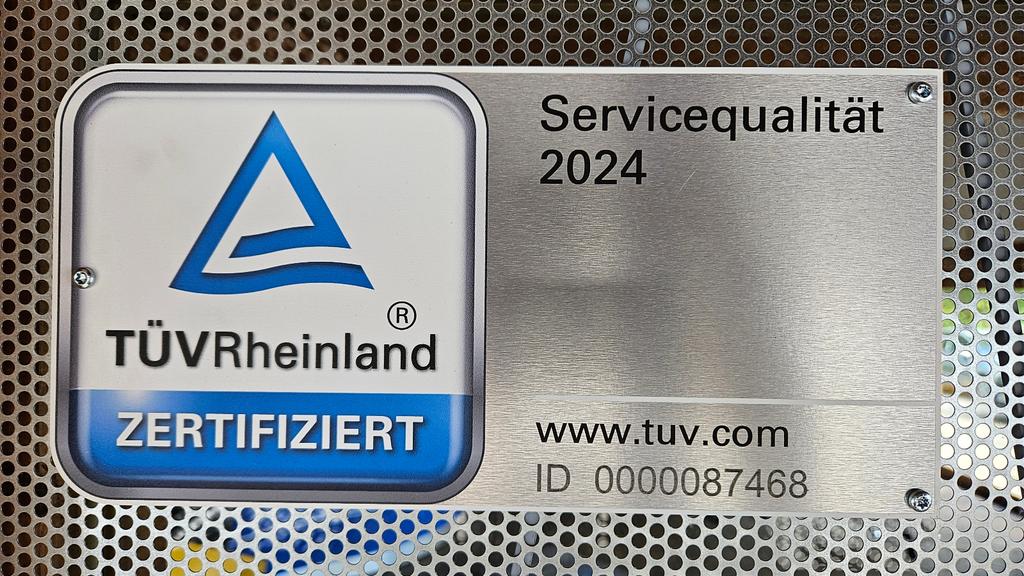 ®
TÜVRheinland
ZERTIFIZIERT
Servicequalität
2024
www.tuv.com
ID 0000087468